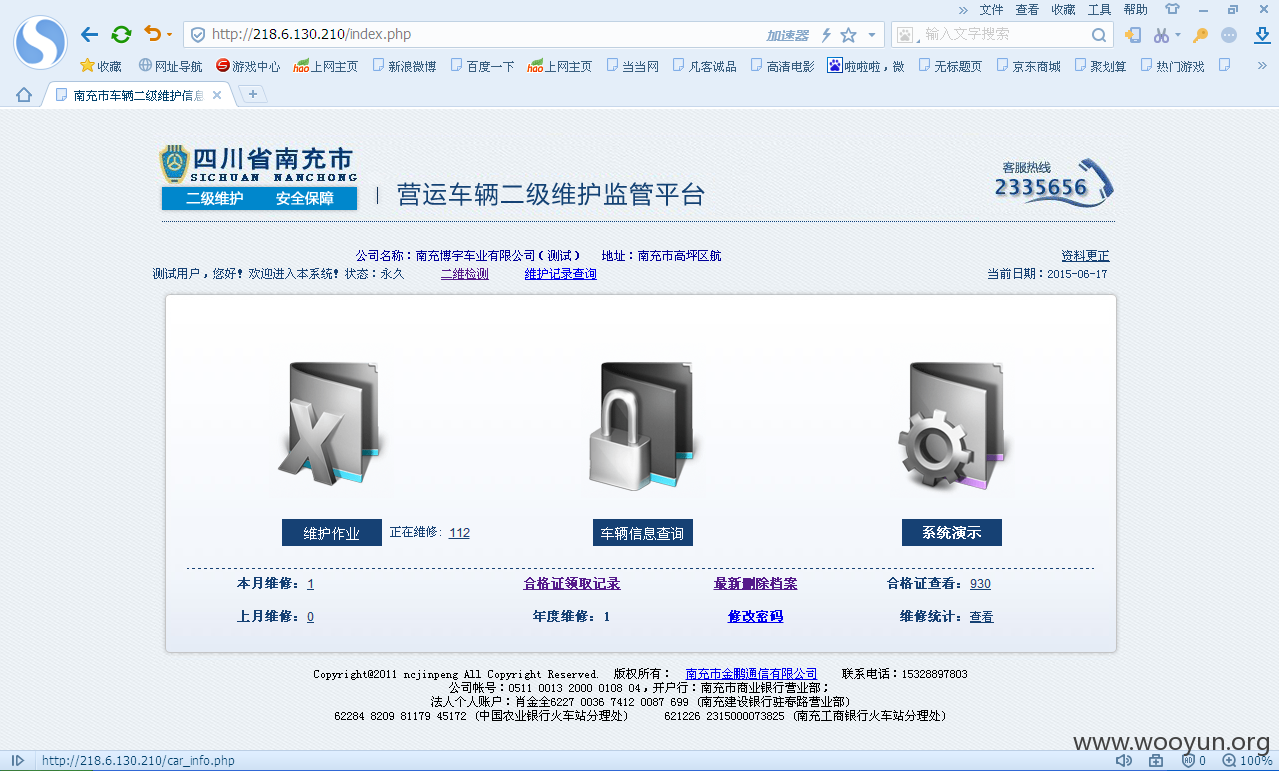 » 文件 查看 收藏 工具 帮助
http://218.6.130.210/index.php 加速器 输入文字搜索
收藏 网址导航 游戏中心 上网主页 新浪微博 百度一下 上网主页 当当网 凡客诚品 高清电影 啦啦啦，微 无标题页 京东商城 聚划算 热门游戏 »
南充市车辆二级维护信息
四川省南充市
SICHUAN NANCHONG
二级维护 安全保障
营运车辆二级维护监管平台
客服热线
2335656
公司名称：南充博宇车业有限公司（测试） 地址：南充市高坪区航 资料更正
测试用户，您好！欢迎进入本系统！状态：永久 二维检测 维护记录查询 当前日期：2015-06-17
维护作业 正在维修: 112 车辆信息查询 系统演示
本月维修： 1 合格证领取记录 最新删除档案 合格证查看： 930
上月维修： 0 年度维修： 1 修改密码 维修统计： 查看
Copyright@2011 ncjinpeng All Copyright Reserved. 版权所有： 南充市金鹏通信有限公司 联系电话：15328897803
公司帐号：0511 0013 2000 0108 04，开户行：南充市商业银行营业部；
法人个人账户：肖金全6227 0036 7412 0087 699（南充建设银行驻春路营业部）
62284 8209 81179 45172（中国农业银行火车站分理处） 621226 2315000073825（南充工商银行火车站分理处）
www.wooyun.org
http://218.6.130.210/car_info.php 0 100%